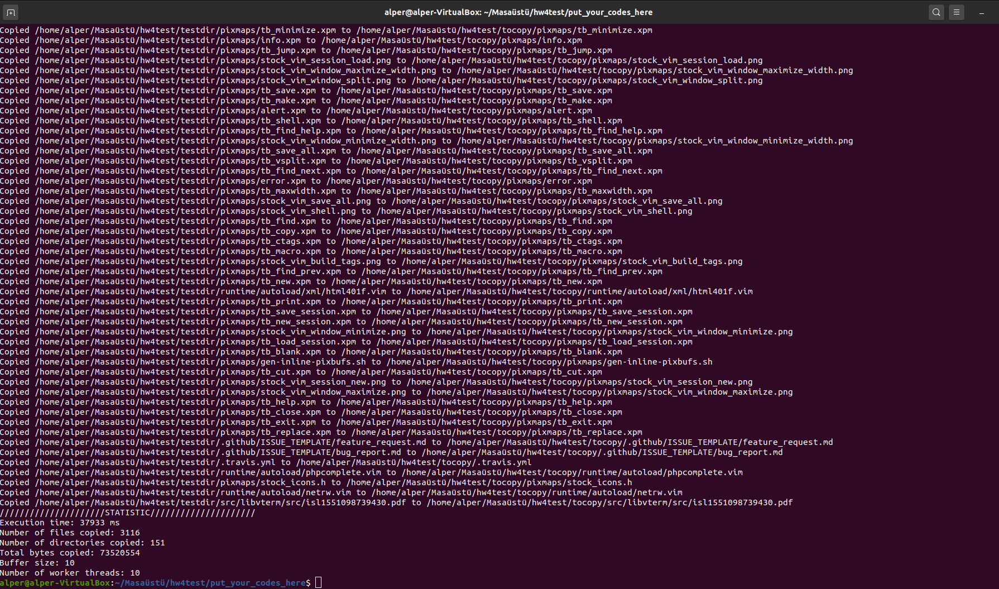 alper@alper-VirtualBox: ~/Masaüstü/hw4test/put_your_codes_here
Copied /home/alper/Masaüstü/hw4test/testdir/pixmaps/tb_minimize.xpm to /home/alper/Masaüstü/hw4test/tocopy/pixmaps/tb_minimize.xpm
Copied /home/alper/Masaüstü/hw4test/testdir/pixmaps/info.xpm to /home/alper/Masaüstü/hw4test/tocopy/pixmaps/info.xpm
Copied /home/alper/Masaüstü/hw4test/testdir/pixmaps/tb_jump.xpm to /home/alper/Masaüstü/hw4test/tocopy/pixmaps/tb_jump.xpm
Copied /home/alper/Masaüstü/hw4test/testdir/pixmaps/stock_vim_session_load.png to /home/alper/Masaüstü/hw4test/tocopy/pixmaps/stock_vim_session_load.png
Copied /home/alper/Masaüstü/hw4test/testdir/pixmaps/stock_vim_window_maximize_width.png to /home/alper/Masaüstü/hw4test/tocopy/pixmaps/stock_vim_window_maximize_width.png
Copied /home/alper/Masaüstü/hw4test/testdir/pixmaps/stock_vim_window_split.png to /home/alper/Masaüstü/hw4test/tocopy/pixmaps/stock_vim_window_split.png
Copied /home/alper/Masaüstü/hw4test/testdir/pixmaps/tb_save.xpm to /home/alper/Masaüstü/hw4test/tocopy/pixmaps/tb_save.xpm
Copied /home/alper/Masaüstü/hw4test/testdir/pixmaps/tb_make.xpm to /home/alper/Masaüstü/hw4test/tocopy/pixmaps/tb_make.xpm
Copied /home/alper/Masaüstü/hw4test/testdir/pixmaps/alert.xpm to /home/alper/Masaüstü/hw4test/tocopy/pixmaps/alert.xpm
Copied /home/alper/Masaüstü/hw4test/testdir/pixmaps/tb_shell.xpm to /home/alper/Masaüstü/hw4test/tocopy/pixmaps/tb_shell.xpm
Copied /home/alper/Masaüstü/hw4test/testdir/pixmaps/tb_find_help.xpm to /home/alper/Masaüstü/hw4test/tocopy/pixmaps/tb_find_help.xpm
Copied /home/alper/Masaüstü/hw4test/testdir/pixmaps/stock_vim_window_minimize_width.png to /home/alper/Masaüstü/hw4test/tocopy/pixmaps/stock_vim_window_minimize_width.png
Copied /home/alper/Masaüstü/hw4test/testdir/pixmaps/tb_save_all.xpm to /home/alper/Masaüstü/hw4test/tocopy/pixmaps/tb_save_all.xpm
Copied /home/alper/Masaüstü/hw4test/testdir/pixmaps/tb_vsplit.xpm to /home/alper/Masaüstü/hw4test/tocopy/pixmaps/tb_vsplit.xpm
Copied /home/alper/Masaüstü/hw4test/testdir/pixmaps/tb_find_next.xpm to /home/alper/Masaüstü/hw4test/tocopy/pixmaps/tb_find_next.xpm
Copied /home/alper/Masaüstü/hw4test/testdir/pixmaps/error.xpm to /home/alper/Masaüstü/hw4test/tocopy/pixmaps/error.xpm
Copied /home/alper/Masaüstü/hw4test/testdir/pixmaps/tb_maxwidth.xpm to /home/alper/Masaüstü/hw4test/tocopy/pixmaps/tb_maxwidth.xpm
Copied /home/alper/Masaüstü/hw4test/testdir/pixmaps/stock_vim_save_all.png to /home/alper/Masaüstü/hw4test/tocopy/pixmaps/stock_vim_save_all.png
Copied /home/alper/Masaüstü/hw4test/testdir/pixmaps/stock_vim_shell.png to /home/alper/Masaüstü/hw4test/tocopy/pixmaps/stock_vim_shell.png
Copied /home/alper/Masaüstü/hw4test/testdir/pixmaps/tb_find.xpm to /home/alper/Masaüstü/hw4test/tocopy/pixmaps/tb_find.xpm
Copied /home/alper/Masaüstü/hw4test/testdir/pixmaps/tb_copy.xpm to /home/alper/Masaüstü/hw4test/tocopy/pixmaps/tb_copy.xpm
Copied /home/alper/Masaüstü/hw4test/testdir/pixmaps/tb_ctags.xpm to /home/alper/Masaüstü/hw4test/tocopy/pixmaps/tb_ctags.xpm
Copied /home/alper/Masaüstü/hw4test/testdir/pixmaps/tb_macro.xpm to /home/alper/Masaüstü/hw4test/tocopy/pixmaps/tb_macro.xpm
Copied /home/alper/Masaüstü/hw4test/testdir/pixmaps/stock_vim_build_tags.png to /home/alper/Masaüstü/hw4test/tocopy/pixmaps/stock_vim_build_tags.png
Copied /home/alper/Masaüstü/hw4test/testdir/pixmaps/tb_find_prev.xpm to /home/alper/Masaüstü/hw4test/tocopy/pixmaps/tb_find_prev.xpm
Copied /home/alper/Masaüstü/hw4test/testdir/pixmaps/tb_new.xpm to /home/alper/Masaüstü/hw4test/tocopy/pixmaps/tb_new.xpm
Copied /home/alper/Masaüstü/hw4test/testdir/runtime/autoload/xml/html401f.vim to /home/alper/Masaüstü/hw4test/tocopy/runtime/autoload/xml/html401f.vim
Copied /home/alper/Masaüstü/hw4test/testdir/pixmaps/tb_print.xpm to /home/alper/Masaüstü/hw4test/tocopy/pixmaps/tb_print.xpm
Copied /home/alper/Masaüstü/hw4test/testdir/pixmaps/tb_save_session.xpm to /home/alper/Masaüstü/hw4test/tocopy/pixmaps/tb_save_session.xpm
Copied /home/alper/Masaüstü/hw4test/testdir/pixmaps/tb_new_session.xpm to /home/alper/Masaüstü/hw4test/tocopy/pixmaps/tb_new_session.xpm
Copied /home/alper/Masaüstü/hw4test/testdir/pixmaps/stock_vim_window_minimize.png to /home/alper/Masaüstü/hw4test/tocopy/pixmaps/stock_vim_window_minimize.png
Copied /home/alper/Masaüstü/hw4test/testdir/pixmaps/tb_load_session.xpm to /home/alper/Masaüstü/hw4test/tocopy/pixmaps/tb_load_session.xpm
Copied /home/alper/Masaüstü/hw4test/testdir/pixmaps/tb_blank.xpm to /home/alper/Masaüstü/hw4test/tocopy/pixmaps/tb_blank.xpm
Copied /home/alper/Masaüstü/hw4test/testdir/pixmaps/gen-inline-pixbufs.sh to /home/alper/Masaüstü/hw4test/tocopy/pixmaps/gen-inline-pixbufs.sh
Copied /home/alper/Masaüstü/hw4test/testdir/pixmaps/tb_cut.xpm to /home/alper/Masaüstü/hw4test/tocopy/pixmaps/tb_cut.xpm
Copied /home/alper/Masaüstü/hw4test/testdir/pixmaps/stock_vim_session_new.png to /home/alper/Masaüstü/hw4test/tocopy/pixmaps/stock_vim_session_new.png
Copied /home/alper/Masaüstü/hw4test/testdir/pixmaps/stock_vim_window_maximize.png to /home/alper/Masaüstü/hw4test/tocopy/pixmaps/stock_vim_window_maximize.png
Copied /home/alper/Masaüstü/hw4test/testdir/pixmaps/tb_help.xpm to /home/alper/Masaüstü/hw4test/tocopy/pixmaps/tb_help.xpm
Copied /home/alper/Masaüstü/hw4test/testdir/pixmaps/tb_close.xpm to /home/alper/Masaüstü/hw4test/tocopy/pixmaps/tb_close.xpm
Copied /home/alper/Masaüstü/hw4test/testdir/pixmaps/tb_exit.xpm to /home/alper/Masaüstü/hw4test/tocopy/pixmaps/tb_exit.xpm
Copied /home/alper/Masaüstü/hw4test/testdir/pixmaps/tb_replace.xpm to /home/alper/Masaüstü/hw4test/tocopy/pixmaps/tb_replace.xpm
Copied /home/alper/Masaüstü/hw4test/testdir/.github/ISSUE_TEMPLATE/feature_request.md to /home/alper/Masaüstü/hw4test/tocopy/.github/ISSUE_TEMPLATE/feature_request.md
Copied /home/alper/Masaüstü/hw4test/testdir/.github/ISSUE_TEMPLATE/bug_report.md to /home/alper/Masaüstü/hw4test/tocopy/.github/ISSUE_TEMPLATE/bug_report.md
Copied /home/alper/Masaüstü/hw4test/testdir/.travis.yml to /home/alper/Masaüstü/hw4test/tocopy/.travis.yml
Copied /home/alper/Masaüstü/hw4test/testdir/runtime/autoload/phpcomplete.vim to /home/alper/Masaüstü/hw4test/tocopy/runtime/autoload/phpcomplete.vim
Copied /home/alper/Masaüstü/hw4test/testdir/pixmaps/stock_icons.h to /home/alper/Masaüstü/hw4test/tocopy/pixmaps/stock_icons.h
Copied /home/alper/Masaüstü/hw4test/testdir/runtime/autoload/netrw.vim to /home/alper/Masaüstü/hw4test/tocopy/runtime/autoload/netrw.vim
Copied /home/alper/Masaüstü/hw4test/testdir/src/libvterm/src/isl1551098739430.pdf to /home/alper/Masaüstü/hw4test/tocopy/src/libvterm/src/isl1551098739430.pdf
/////////////////////STATISTIC/////////////////////
Execution time: 37933 ms
Number of files copied: 3116
Number of directories copied: 151
Total bytes copied: 73520554
Buffer size: 10
Number of worker threads: 10
alper@alper-VirtualBox:~/Masaüstü/hw4test/put_your_codes_here$